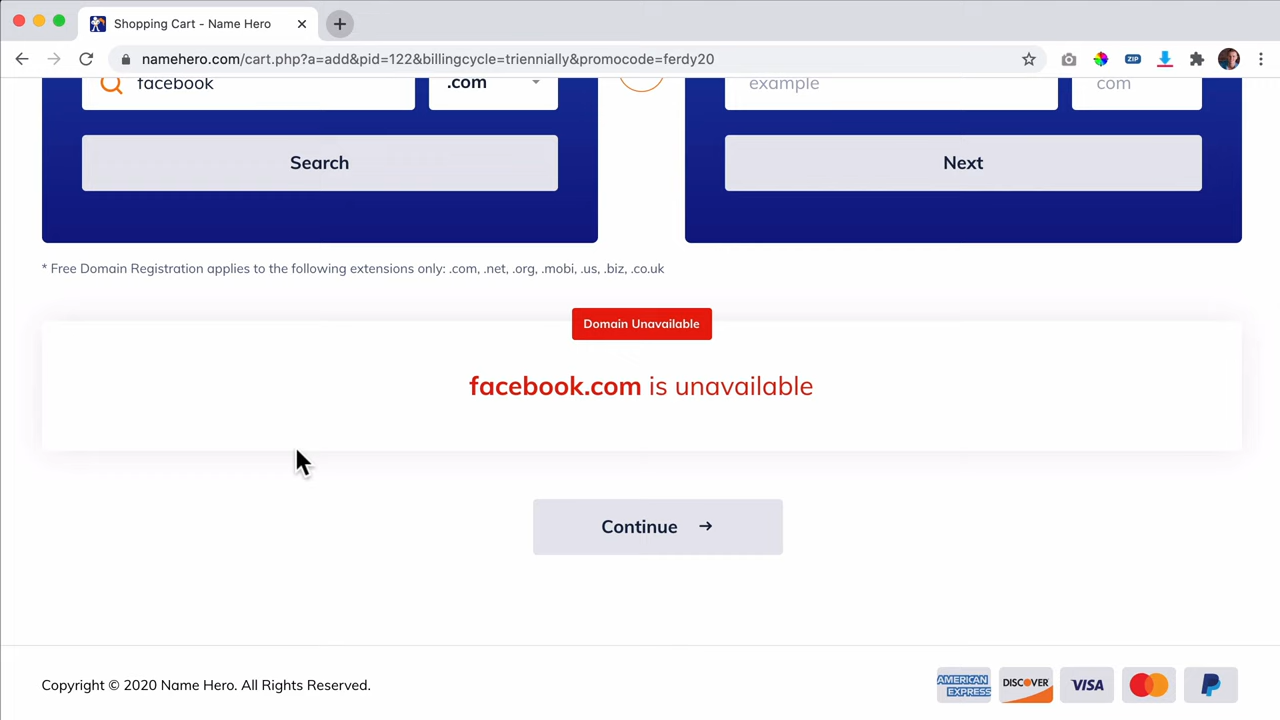 Shopping Cart - Name Hero
namehero.com/cart.php?a=add&pid=122&billingcycle=triennially&promocode=ferdy20
ZIP
facebook
.com
example
com
Search
Next
* Free Domain Registration applies to the following extensions only: .com, .net, .org, .mobi, .us, .biz, .co.uk
Domain Unavailable
facebook.com is unavailable
Continue →
Copyright © 2020 Name Hero. All Rights Reserved.
AMERICAN EXPRESS
DISCOVER
VISA